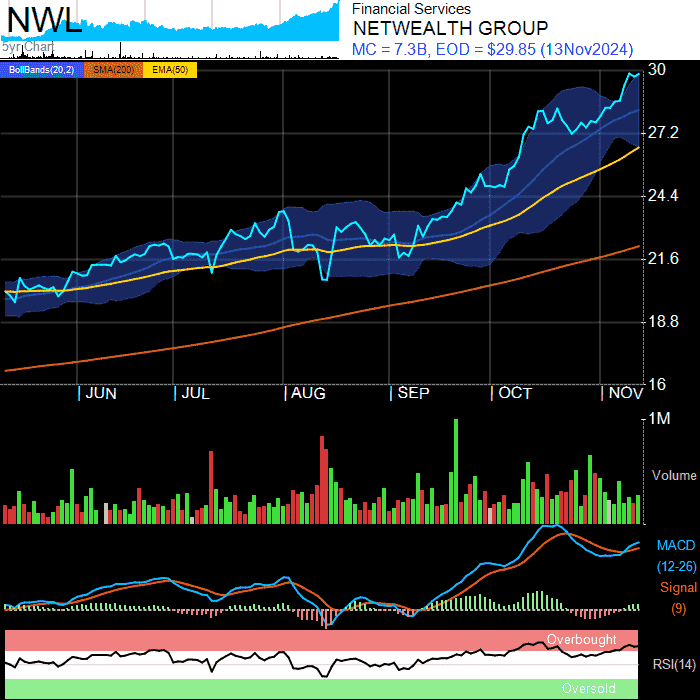 NWL
5yr Chart
Financial Services
NETWEALTH GROUP
MC = 7.3B, EOD = $29.85 (13Nov2024)
BollBands(20,2) SMA(200) EMA(50)
30
27.2
24.4
21.6
18.8
16
JUN JUL AUG SEP OCT NOV
1M
Volume
MACD
(12-26)
Signal
(9)
Overbought
RSI(14)
Oversold